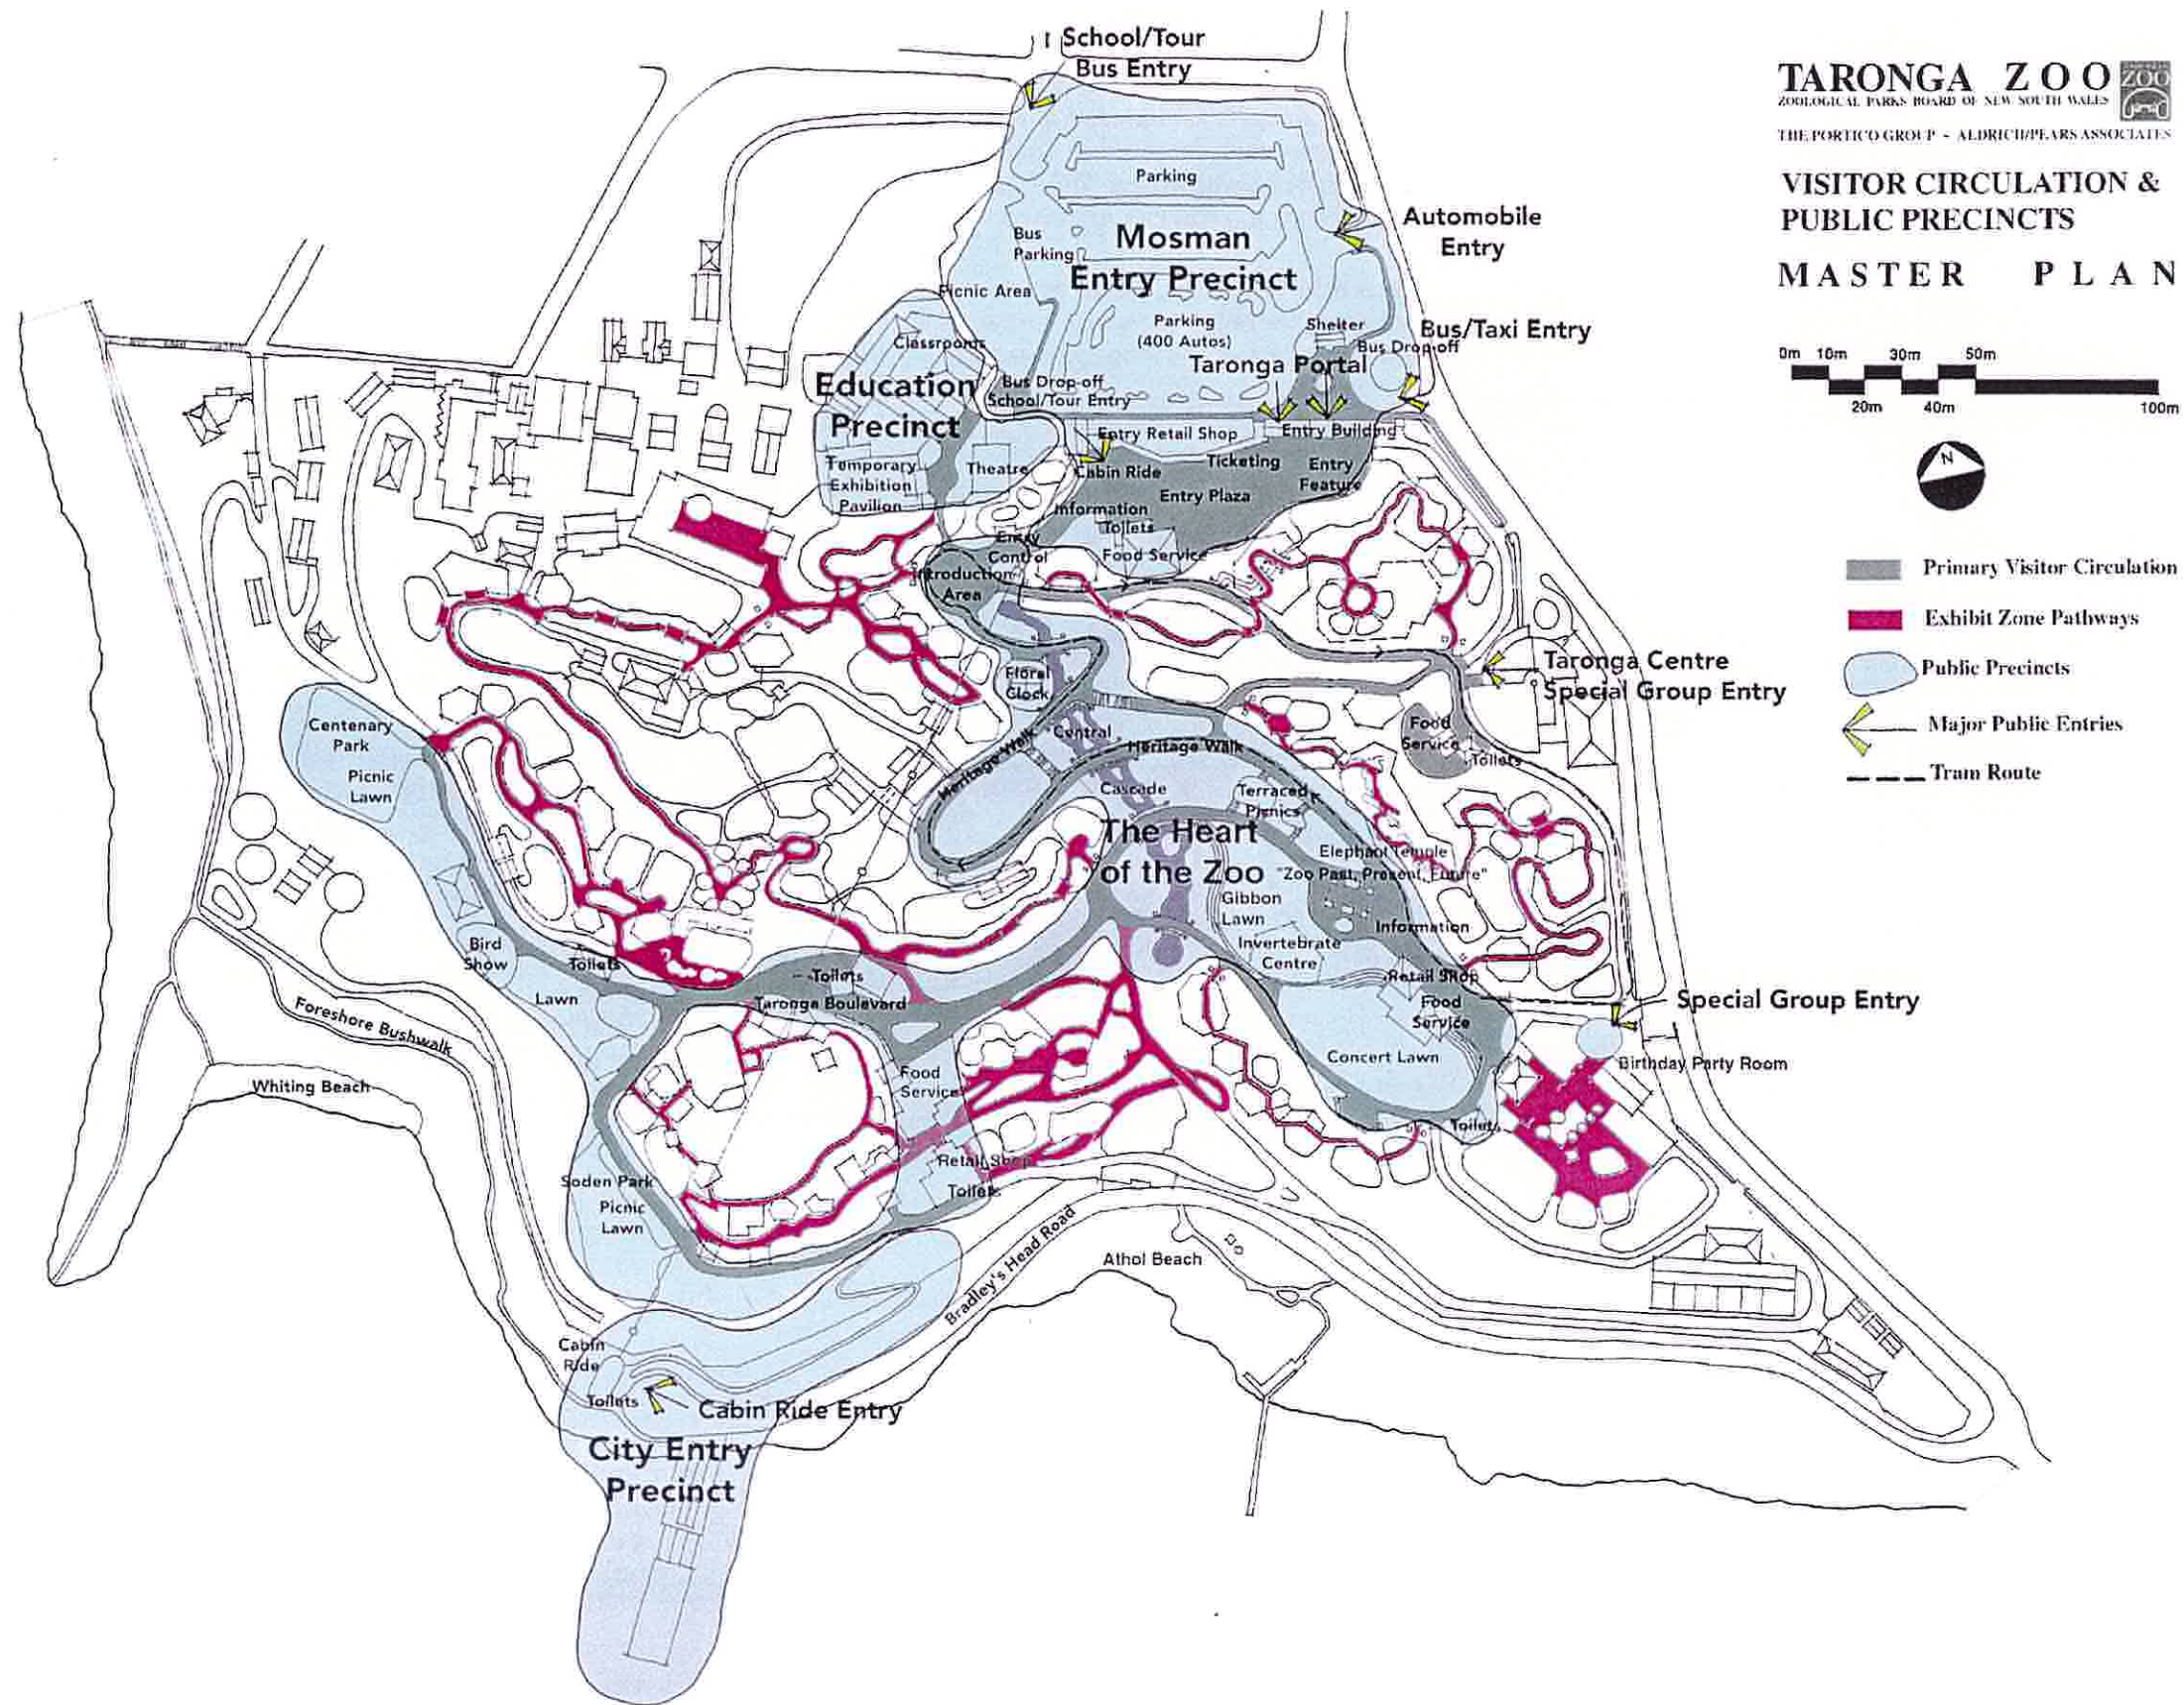 School/Tour
Bus Entry
TARONGA ZOO
ZOO
ZOOLOGICAL PARKS BOARD OF NEW SOUTH WALES
THE PORTICO GROUP - ALDRICH/PEARS ASSOCIATES
VISITOR CIRCULATION &
PUBLIC PRECINCTS
MASTER PLAN
0m 10m 30m 50m
20m 40m 100m
N
Primary Visitor Circulation
Exhibit Zone Pathways
Public Precincts
Major Public Entries
Tram Route
Parking
Automobile
Entry
Bus
Parking
Mosman
Entry Precinct
Picnic Area
Parking
(400 Autos)
Shelter
Bus/Taxi Entry
Bus Drop-off
Taronga Portal
Classrooms
Education
Precinct
Bus Drop-off
School/Tour Entry
Entry Retail Shop
Entry Building
Temporary
Exhibition
Pavilion
Theatre
Cabin Ride
Ticketing
Entry
Feature
Entry Plaza
Information
Toilets
Entry
Control
Food Service
Introduction
Area
Floral
Clock
Taronga Centre
Special Group Entry
Food
Service
Toilets
Centenary
Park
Picnic
Lawn
Heritage Walk
Central
Heritage Walk
Cascade
Terraced
Picnics
The Heart
of the Zoo
Elephant Temple
"Zoo Past, Present, Future"
Gibbon
Lawn
Information
Invertebrate
Centre
Retail Shop
Food
Service
Concert Lawn
Special Group Entry
Birthday Party Room
Toilets
Bird
Show
Toilets
Lawn
Toilets
Taronga Boulevard
Foreshore Bushwalk
Whiting Beach
Food
Service
Retail Shop
Toilets
Soden Park
Picnic
Lawn
Bradley's Head Road
Athol Beach
Cabin
Ride
Toilets
Cabin Ride Entry
City Entry
Precinct